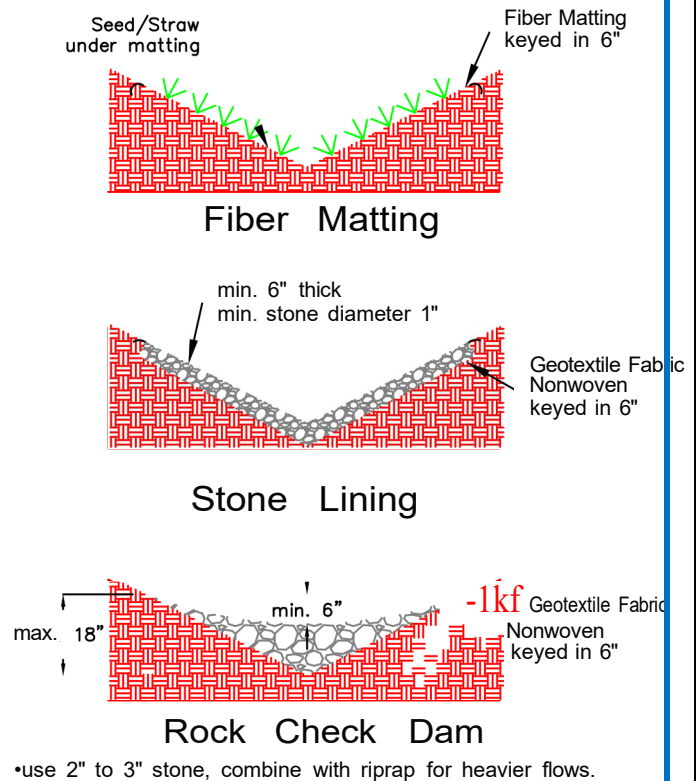 Seed/Straw
under matting
Fiber Matting
keyed in 6"
Fiber Matting
min. 6" thick
min. stone diameter 1"
Geotextile Fabric
Nonwoven
keyed in 6"
Stone Lining
min. 6"
max. 18"
-1kf Geotextile Fabric
Nonwoven
keyed in 6"
Rock Check Dam
•use 2" to 3" stone, combine with riprap for heavier flows.